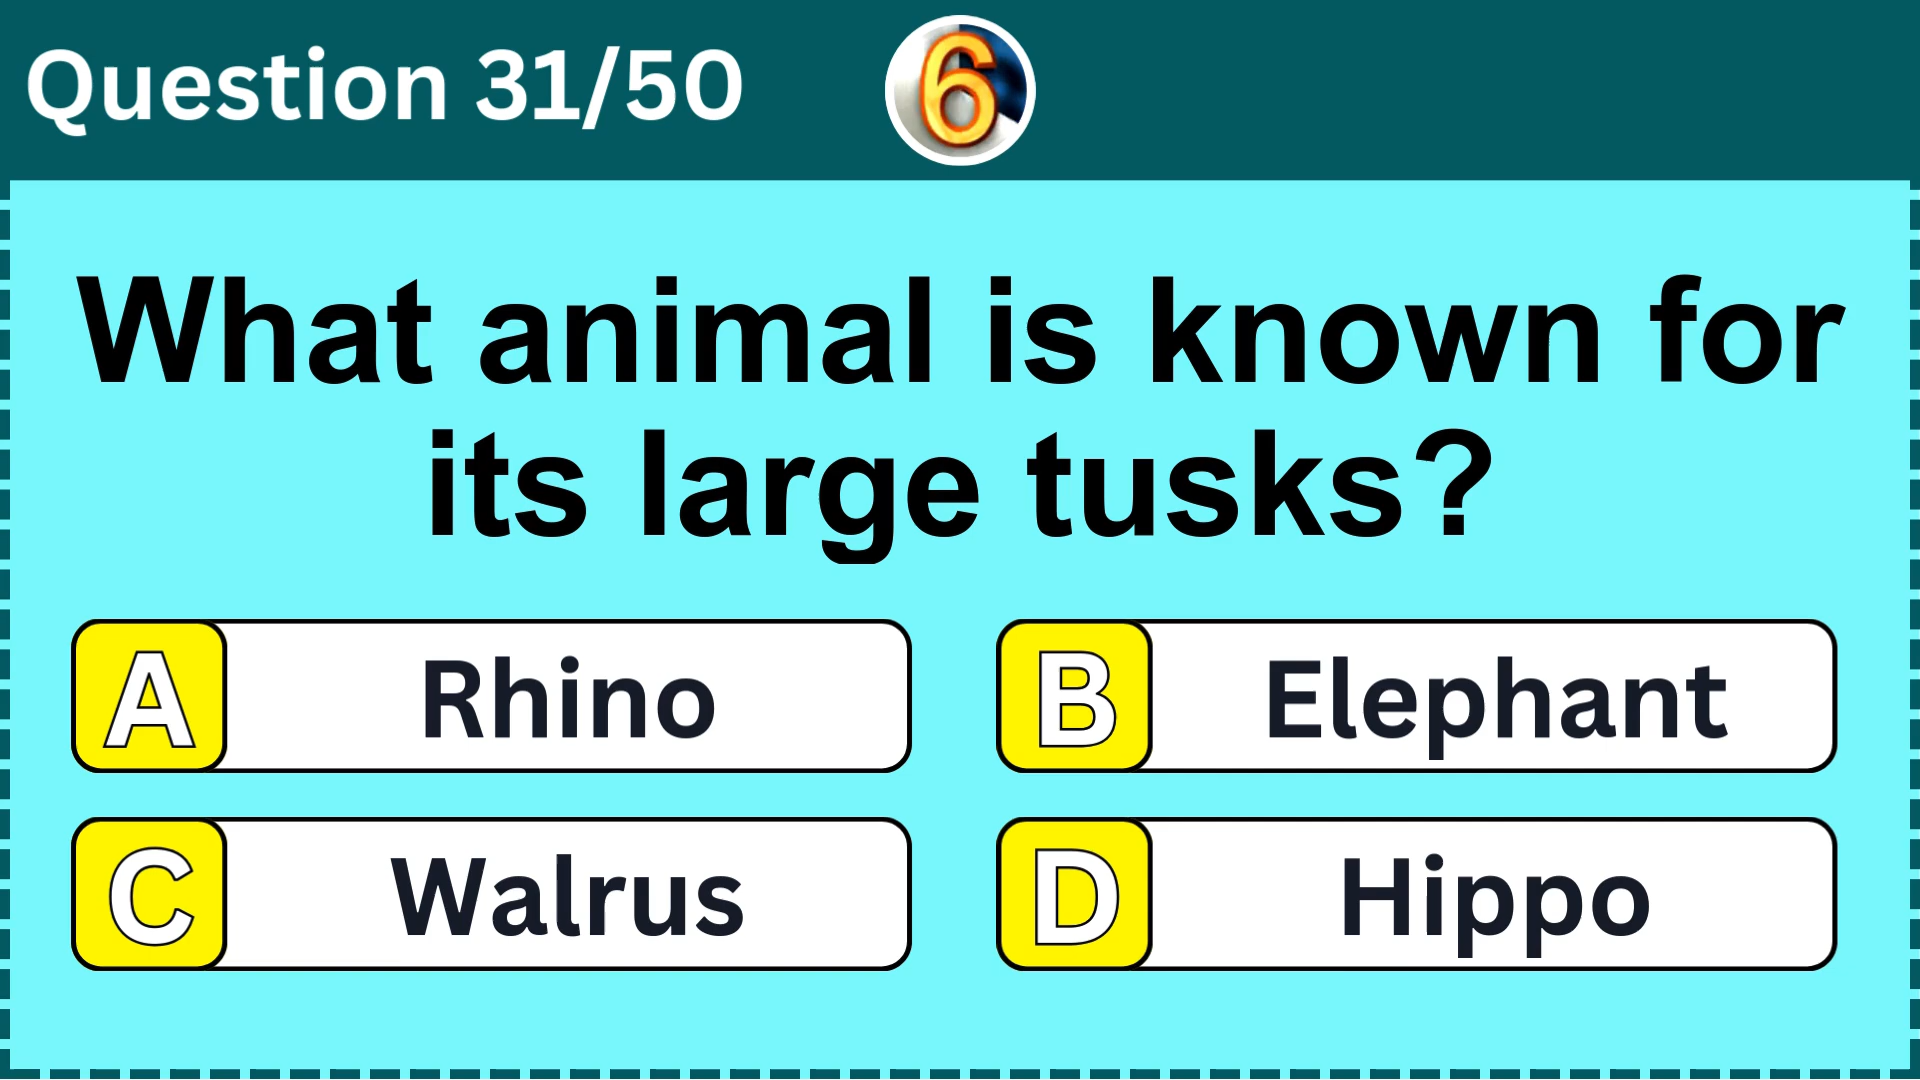 Question 31/50
6
What animal is known for
its large tusks?
A Rhino
B Elephant
C Walrus
D Hippo